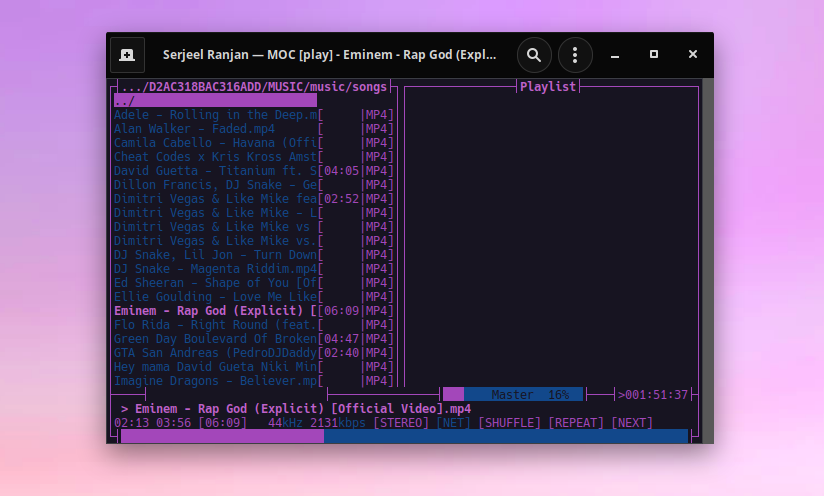 Serjeel Ranjan — MOC [play] - Eminem - Rap God (Expl…
.../D2AC318BAC316ADD/MUSIC/music/songs
Playlist
../
Adele - Rolling in the Deep.m[ |MP4]
Alan Walker - Faded.mp4 [ |MP4]
Camila Cabello - Havana (Offi[ |MP4]
Cheat Codes x Kris Kross Amst[ |MP4]
David Guetta - Titanium ft. S[04:05|MP4]
Dillon Francis, DJ Snake - Ge[ |MP4]
Dimitri Vegas & Like Mike fea[02:52|MP4]
Dimitri Vegas & Like Mike - L[ |MP4]
Dimitri Vegas & Like Mike vs [ |MP4]
Dimitri Vegas & Like Mike vs.[ |MP4]
DJ Snake, Lil Jon - Turn Down[ |MP4]
DJ Snake - Magenta Riddim.mp4[ |MP4]
Ed Sheeran - Shape of You [Of[ |MP4]
Ellie Goulding - Love Me Like[ |MP4]
Eminem - Rap God (Explicit) [[06:09|MP4]
Flo Rida - Right Round (feat.[ |MP4]
Green Day Boulevard Of Broken[04:47|MP4]
GTA San Andreas (PedroDJDaddy[02:40|MP4]
Hey mama David Gueta Niki Min[ |MP4]
Imagine Dragons - Believer.mp[ |MP4]
Master 16%
>001:51:37
> Eminem - Rap God (Explicit) [Official Video].mp4
02:13 03:56 [06:09] 44kHz 2131kbps [STEREO] [NET] [SHUFFLE] [REPEAT] [NEXT]